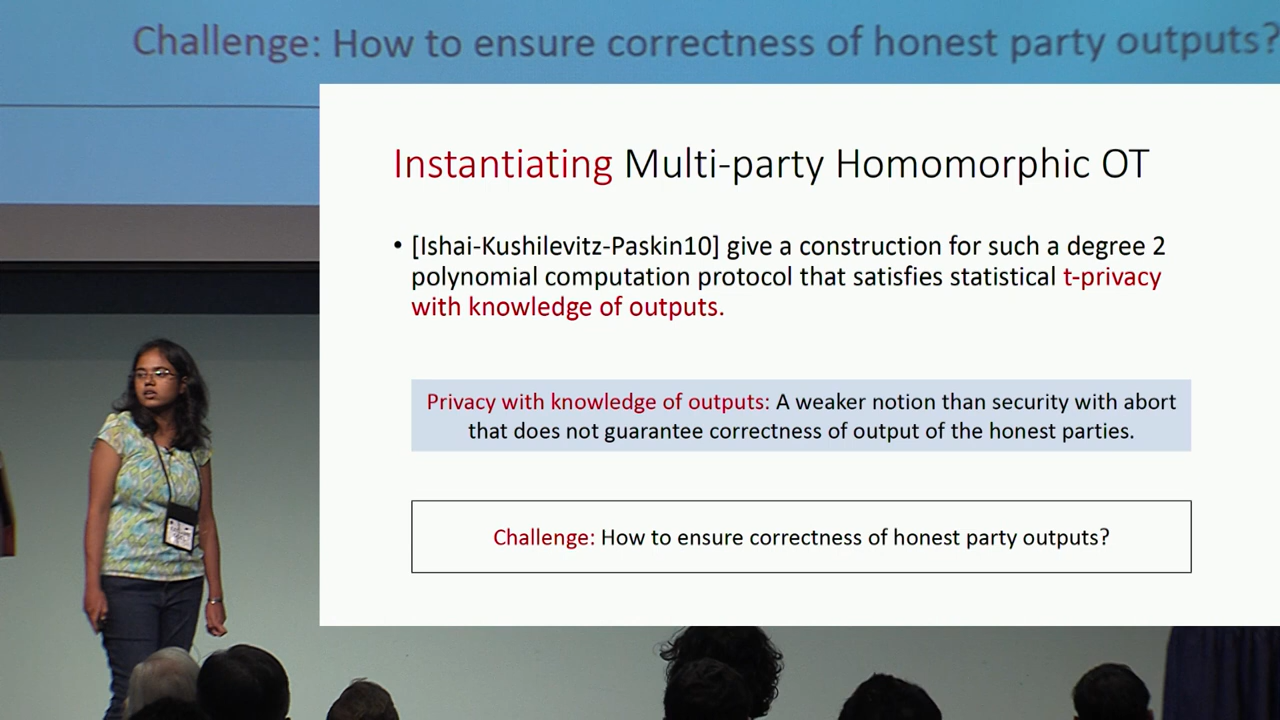 Challenge: How to ensure correctness of honest party outputs?
Instantiating Multi-party Homomorphic OT
• [Ishai-Kushilevitz-Paskin10] give a construction for such a degree 2
polynomial computation protocol that satisfies statistical t-privacy
with knowledge of outputs.
Privacy with knowledge of outputs: A weaker notion than security with abort
that does not guarantee correctness of output of the honest parties.
Challenge: How to ensure correctness of honest party outputs?